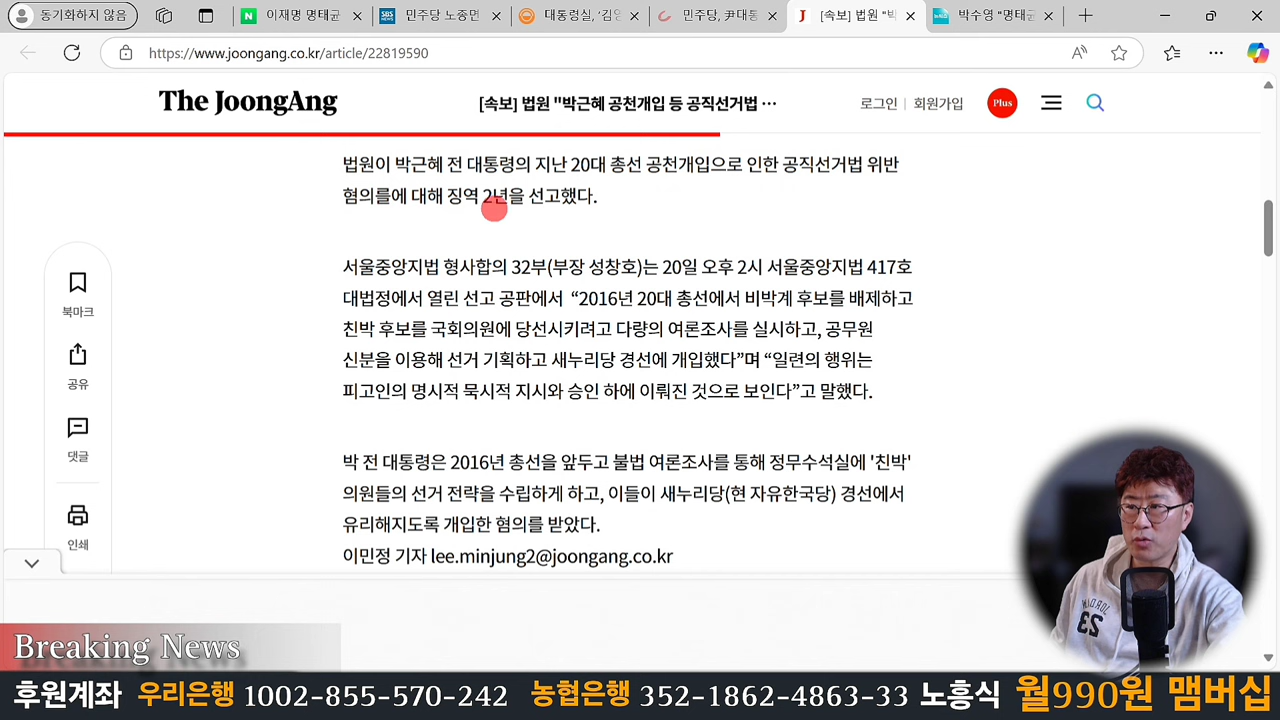 동기화하지 않음
이재명 명태균
민주당 노종면
대통령실, '김영
민주당 尹대통
[속보] 법원 "박
박수영 "명태균
https://www.joongang.co.kr/article/22819590
The JoongAng
[속보] 법원 "박근혜 공천개입 등 공직선거법 ···
로그인 | 회원가입
Plus
법원이 박근혜 전 대통령의 지난 20대 총선 공천개입으로 인한 공직선거법 위반
혐의를에 대해 징역 2년을 선고했다.
서울중앙지법 형사합의 32부(부장 성창호)는 20일 오후 2시 서울중앙지법 417호
대법정에서 열린 선고 공판에서 “2016년 20대 총선에서 비박계 후보를 배제하고
친박 후보를 국회의원에 당선시키려고 다량의 여론조사를 실시하고, 공무원
신분을 이용해 선거 기획하고 새누리당 경선에 개입했다”며 “일련의 행위는
피고인의 명시적 묵시적 지시와 승인 하에 이뤄진 것으로 보인다”고 말했다.
박 전 대통령은 2016년 총선을 앞두고 불법 여론조사를 통해 정무수석실에 '친박'
의원들의 선거 전략을 수립하게 하고, 이들이 새누리당(현 자유한국당) 경선에서
유리해지도록 개입한 혐의를 받았다.
이민정 기자 lee.minjung2@joongang.co.kr
북마크
공유
댓글
인쇄
JORDAN
23
Breaking News
후원계좌 우리은행 1002-855-570-242 농협은행 352-1862-4863-33 노흥식 월990원 맴버십